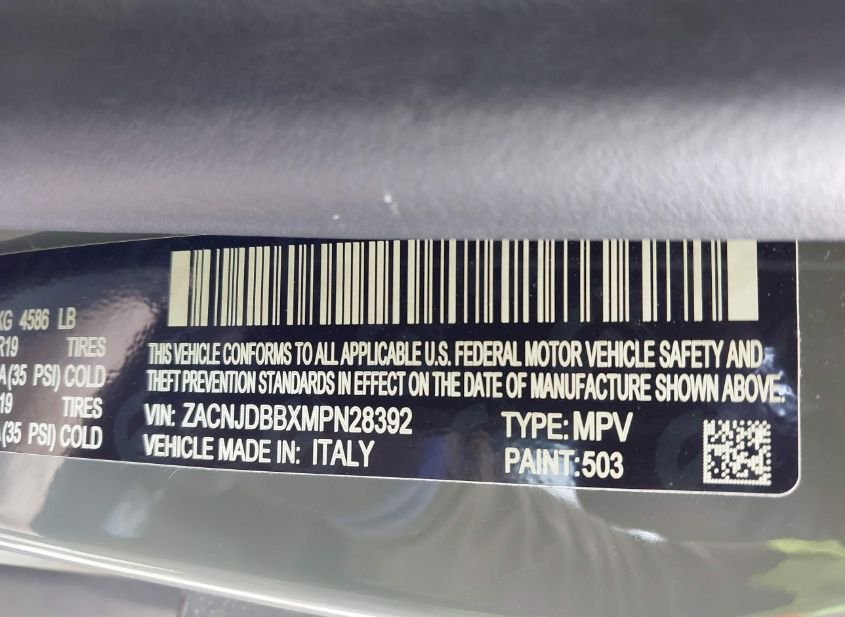 KG 4586 LB
R19 TIRES
A(35 PSI) COLD
19 TIRES
(35 PSI) COLD
THIS VEHICLE CONFORMS TO ALL APPLICABLE U.S. FEDERAL MOTOR VEHICLE SAFETY AND
THEFT PREVENTION STANDARDS IN EFFECT ON THE DATE OF MANUFACTURE SHOWN ABOVE.
VIN: ZACNJDBBXMPN28392
VEHICLE MADE IN: ITALY
TYPE: MPV
PAINT: 503